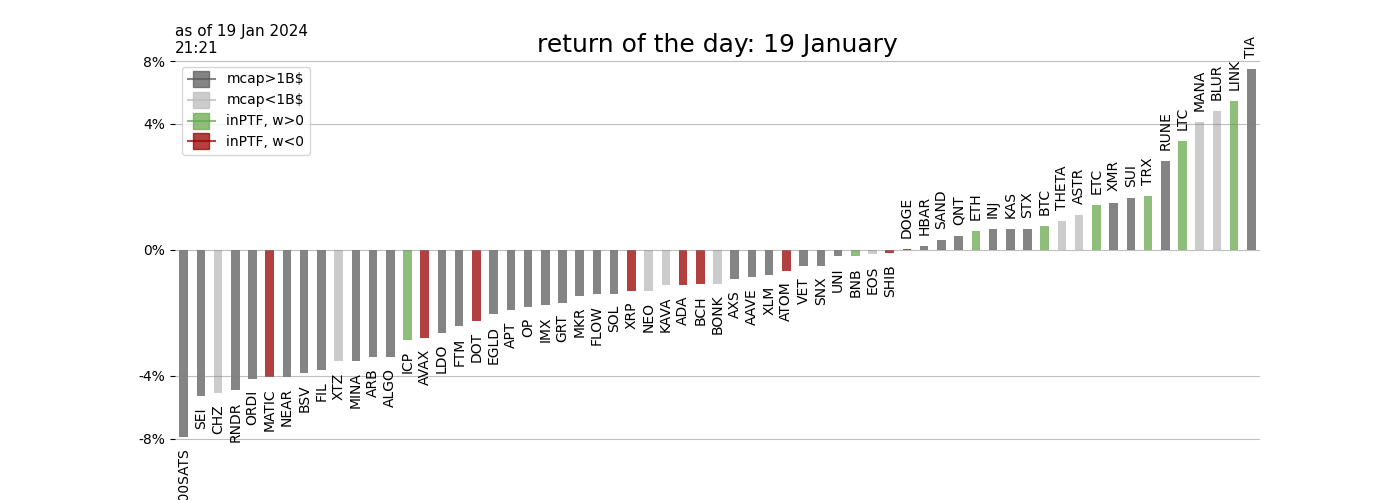 as of 19 Jan 2024
21:21
return of the day: 19 January
8%
4%
0%
-4%
-8%
mcap>1B$
mcap<1B$
inPTF, w>0
inPTF, w<0
00SATS
SEI
CHZ
RNDR
ORDI
MATIC
NEAR
BSV
FIL
XTZ
MINA
ARB
ALGO
ICP
AVAX
LDO
FTM
DOT
EGLD
APT
OP
IMX
GRT
MKR
FLOW
SOL
XRP
NEO
KAVA
ADA
BCH
BONK
AXS
AAVE
XLM
ATOM
VET
SNX
UNI
BNB
EOS
SHIB
DOGE
HBAR
SAND
QNT
ETH
INJ
KAS
STX
BTC
THETA
ASTR
ETC
XMR
SUI
TRX
RUNE
LTC
MANA
BLUR
LINK
TIA